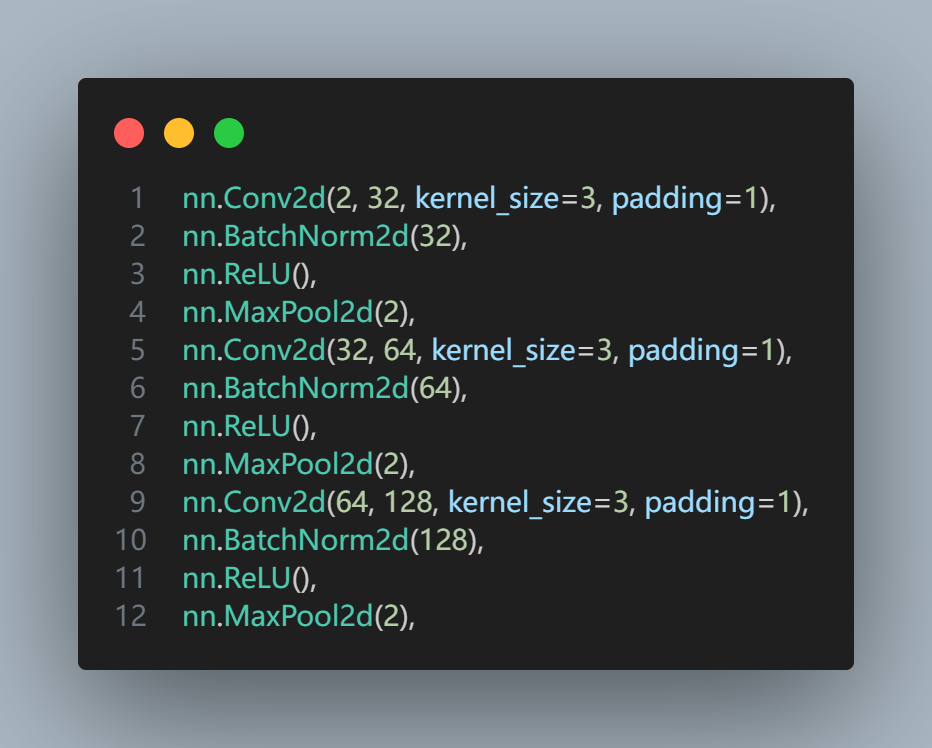 1 nn.Conv2d(2, 32, kernel_size=3, padding=1),
2 nn.BatchNorm2d(32),
3 nn.ReLU(),
4 nn.MaxPool2d(2),
5 nn.Conv2d(32, 64, kernel_size=3, padding=1),
6 nn.BatchNorm2d(64),
7 nn.ReLU(),
8 nn.MaxPool2d(2),
9 nn.Conv2d(64, 128, kernel_size=3, padding=1),
10 nn.BatchNorm2d(128),
11 nn.ReLU(),
12 nn.MaxPool2d(2),